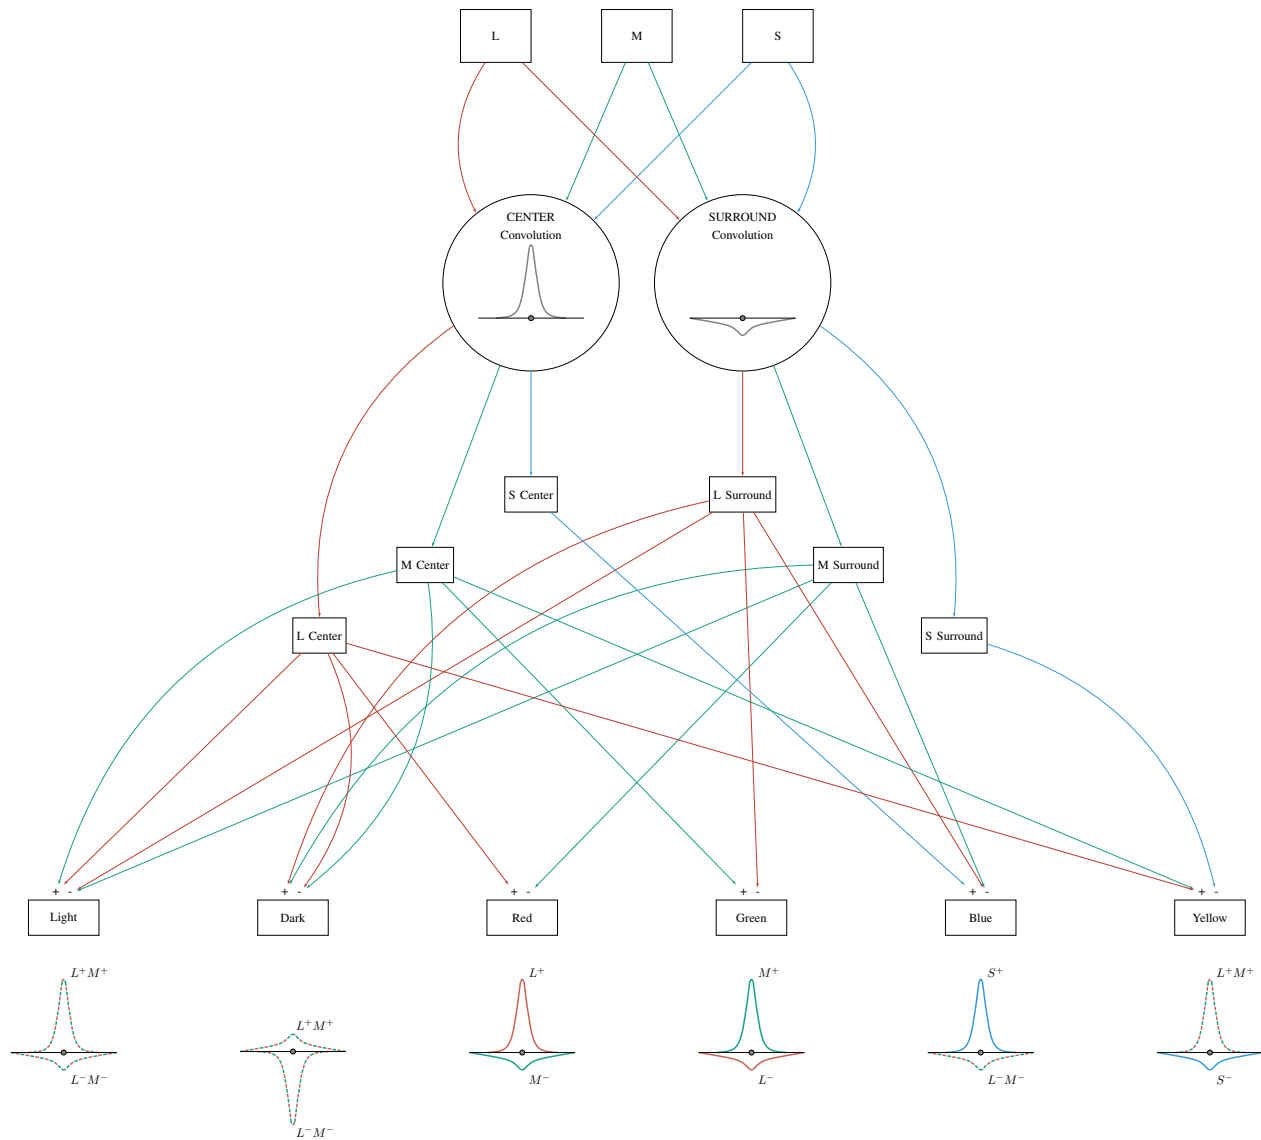 L M S
CENTER
Convolution
SURROUND
Convolution
S Center L Surround
M Center M Surround
L Center S Surround
+ - + - + - + - + - + -
Light Dark Red Green Blue Yellow
L⁺M⁺ L⁺ M⁺ S⁺ L⁺M⁺
L⁺M⁺
L⁻M⁻ M⁻ L⁻ L⁻M⁻ S⁻
L⁻M⁻